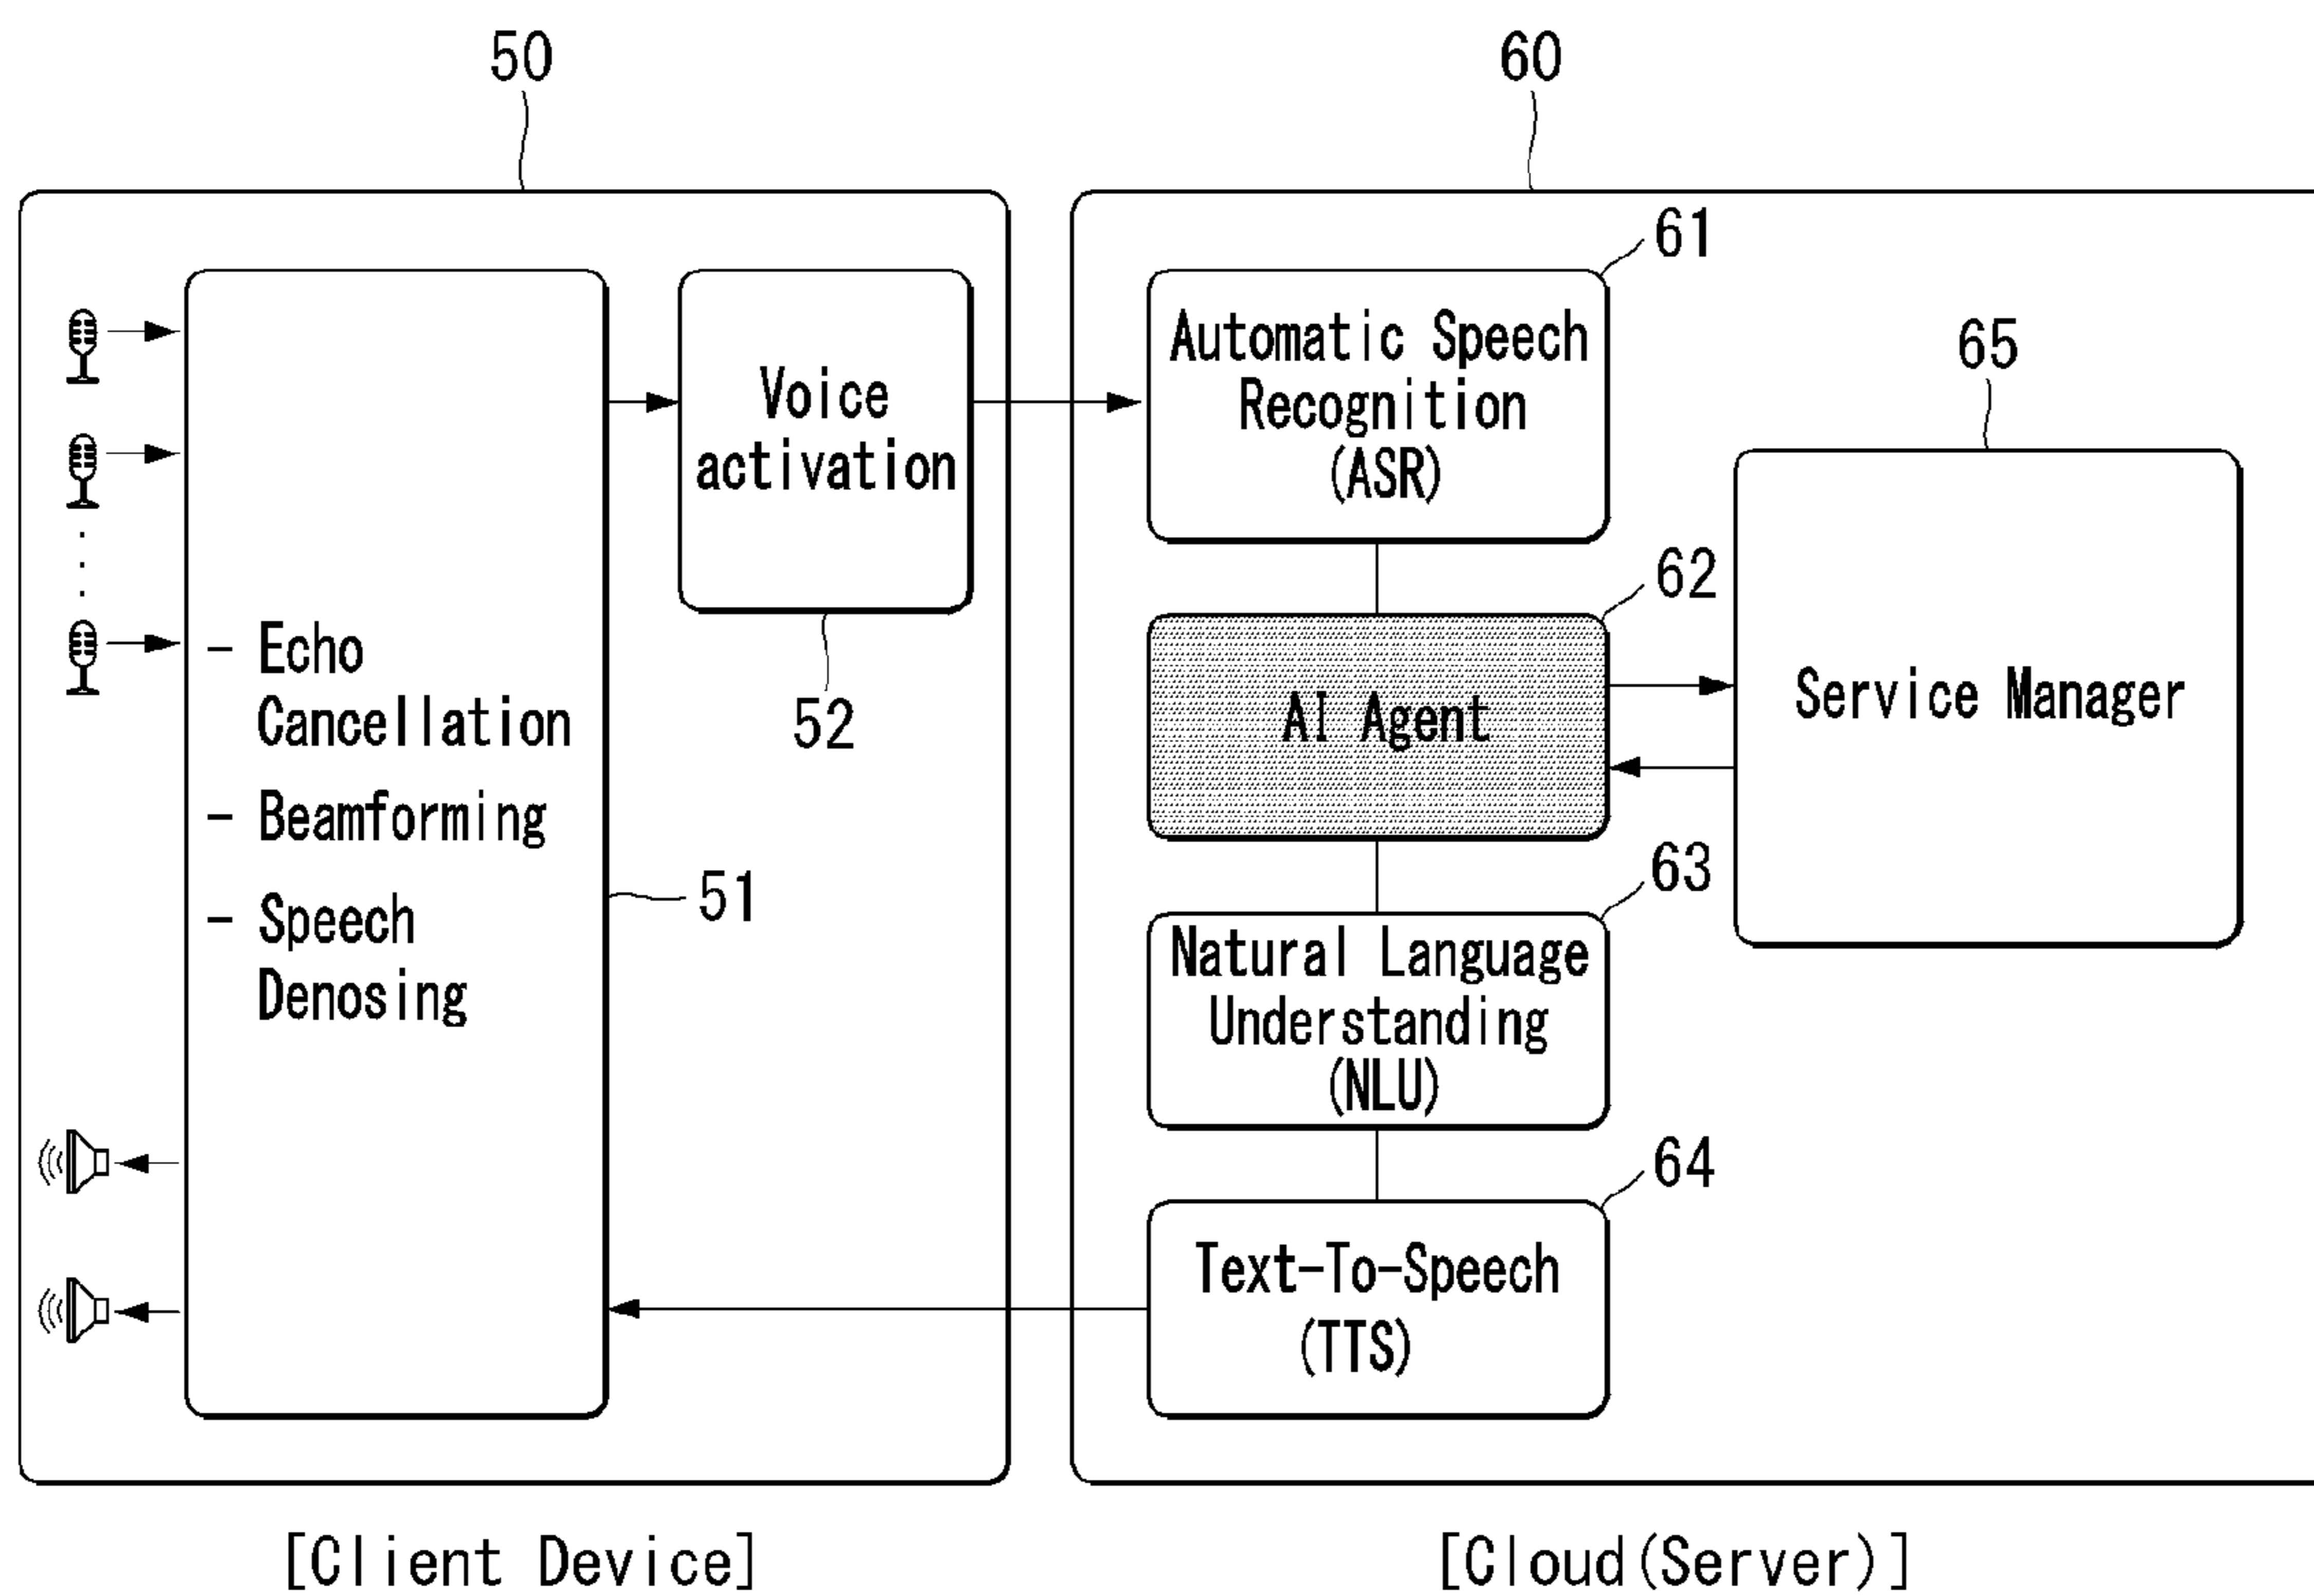 50
60
61
Automatic Speech
Recognition
(ASR)
Voice
activation
65
52
62
AI Agent
Service Manager
- Echo
Cancellation
- Beamforming
- Speech
Denosing
51
63
Natural Language
Understanding
(NLU)
64
Text-To-Speech
(TTS)
[Client Device]
[Cloud(Server)]